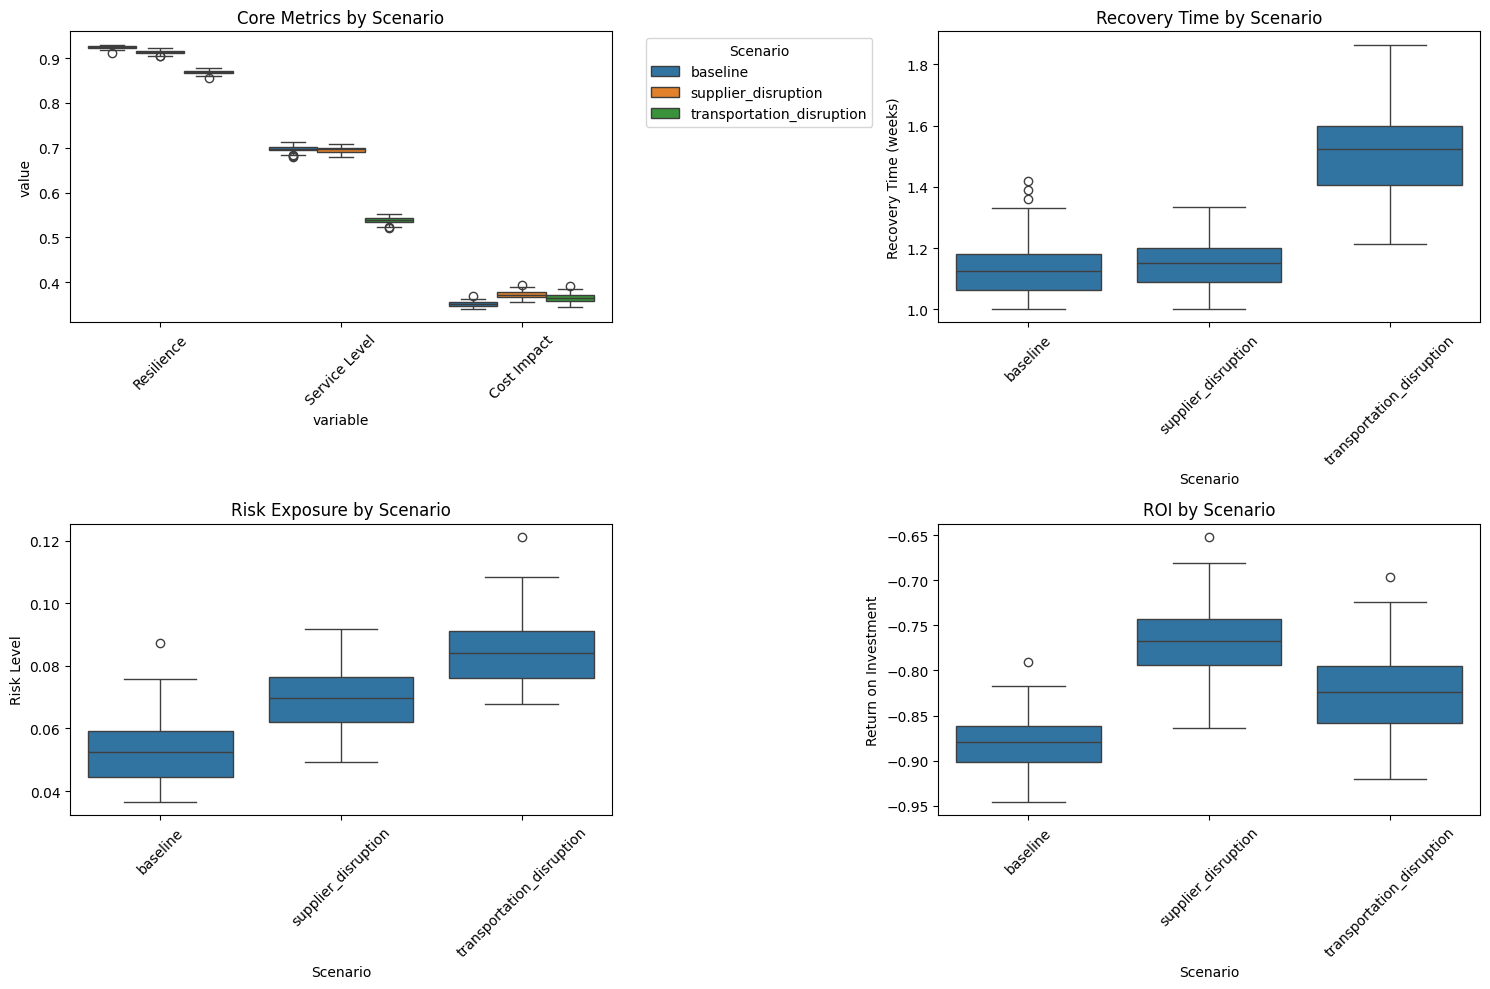 Core Metrics by Scenario
value
0.9
0.8
0.7
0.6
0.5
0.4
Resilience
Service Level
Cost Impact
variable
Scenario
baseline
supplier_disruption
transportation_disruption
Recovery Time by Scenario
Recovery Time (weeks)
1.8
1.6
1.4
1.2
1.0
baseline
supplier_disruption
transportation_disruption
Scenario
Risk Exposure by Scenario
Risk Level
0.12
0.10
0.08
0.06
0.04
baseline
supplier_disruption
transportation_disruption
Scenario
ROI by Scenario
Return on Investment
−0.65
−0.70
−0.75
−0.80
−0.85
−0.90
−0.95
baseline
supplier_disruption
transportation_disruption
Scenario